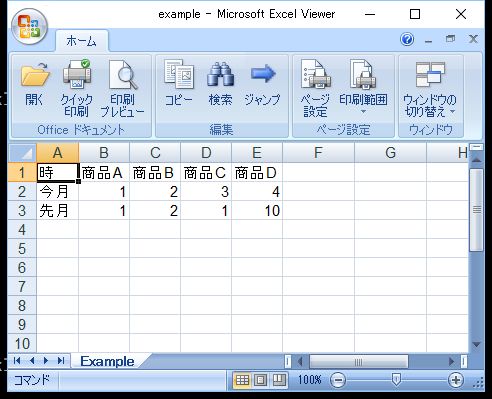 example - Microsoft Excel Viewer
ホーム
開く クイック印刷 印刷プレビュー コピー 検索 ジャンプ ページ設定 印刷範囲 ウィンドウの切り替え
Office ドキュメント 編集 ページ設定 ウィンドウ
A B C D E F G H
1 時 商品A 商品B 商品C 商品D
2 今月 1 2 3 4
3 先月 1 2 1 10
4
5
6
7
8
9
10
Example
コマンド 100%